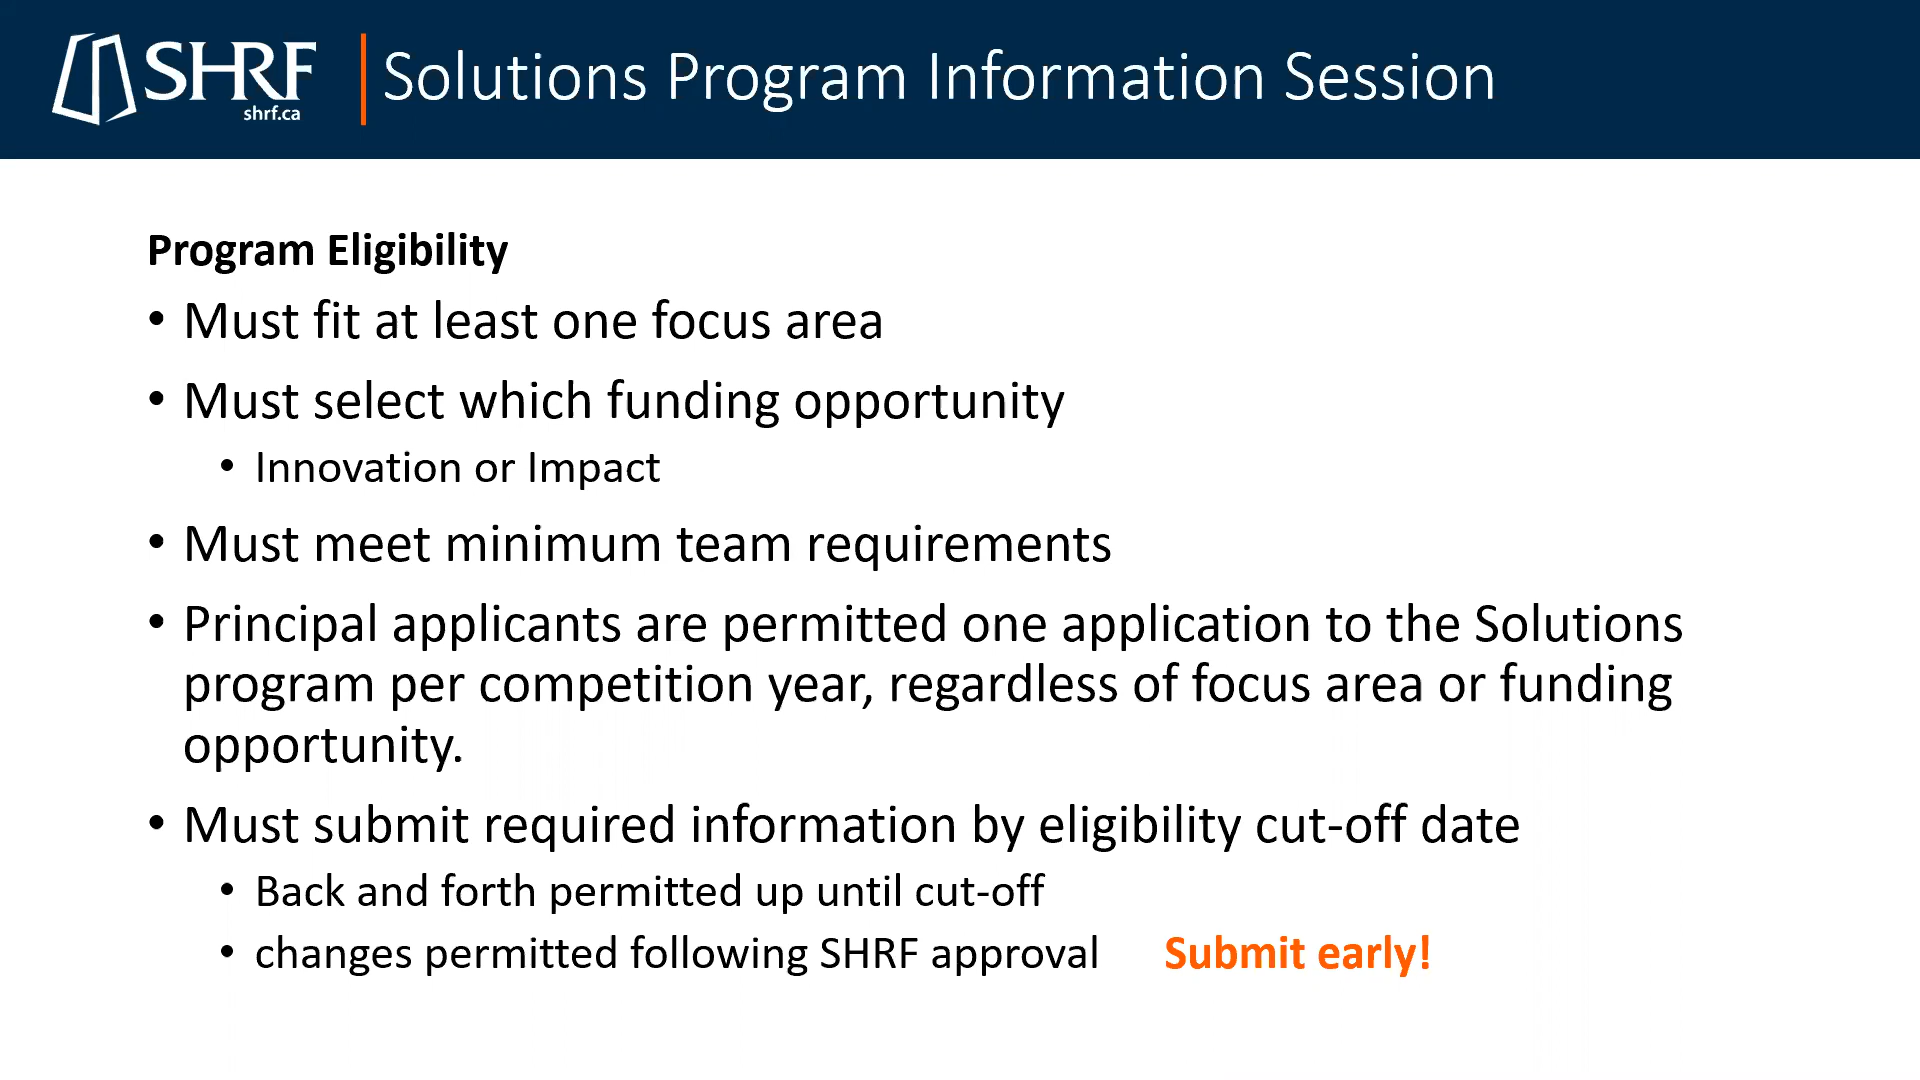 SHRF
shrf.ca
Solutions Program Information Session
Program Eligibility
• Must fit at least one focus area
• Must select which funding opportunity
• Innovation or Impact
• Must meet minimum team requirements
• Principal applicants are permitted one application to the Solutions
program per competition year, regardless of focus area or funding
opportunity.
• Must submit required information by eligibility cut-off date
• Back and forth permitted up until cut-off
• changes permitted following SHRF approval Submit early!